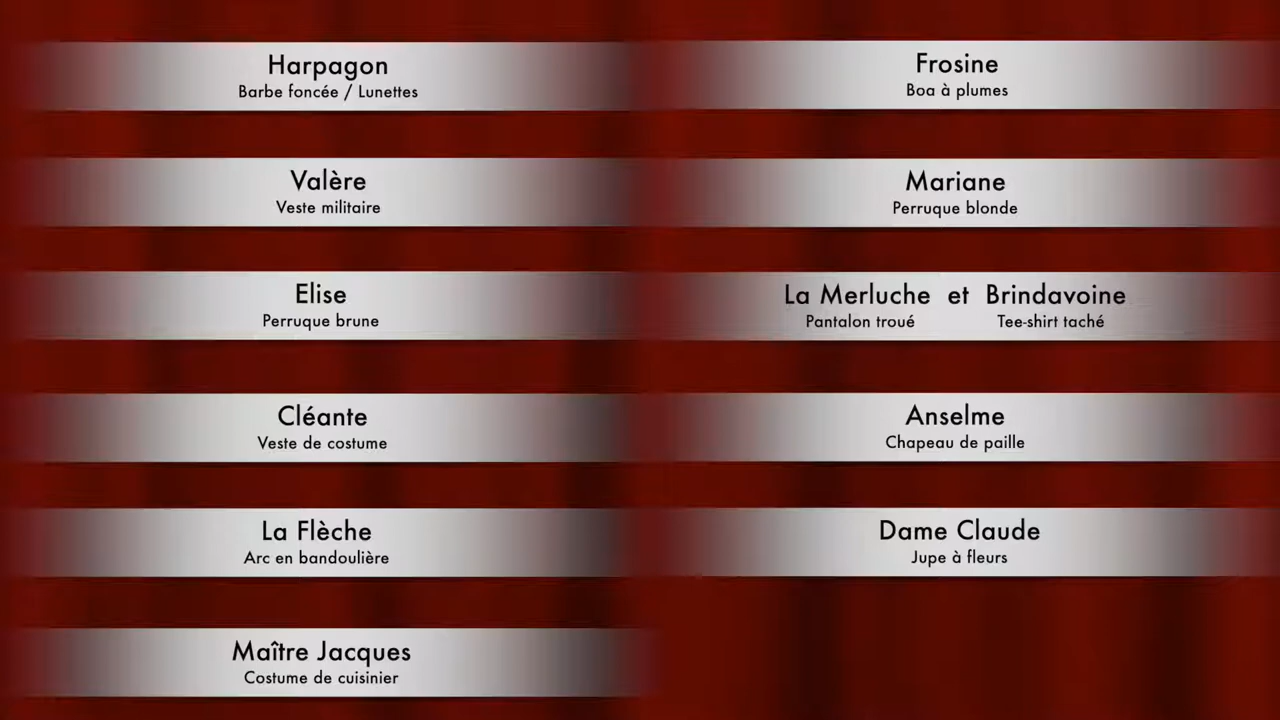 Harpagon
Barbe foncée / Lunettes
Valère
Veste militaire
Elise
Perruque brune
Cléante
Veste de costume
La Flèche
Arc en bandoulière
Maître Jacques
Costume de cuisinier
Frosine
Boa à plumes
Mariane
Perruque blonde
La Merluche et Brindavoine
Pantalon troué Tee-shirt taché
Anselme
Chapeau de paille
Dame Claude
Jupe à fleurs